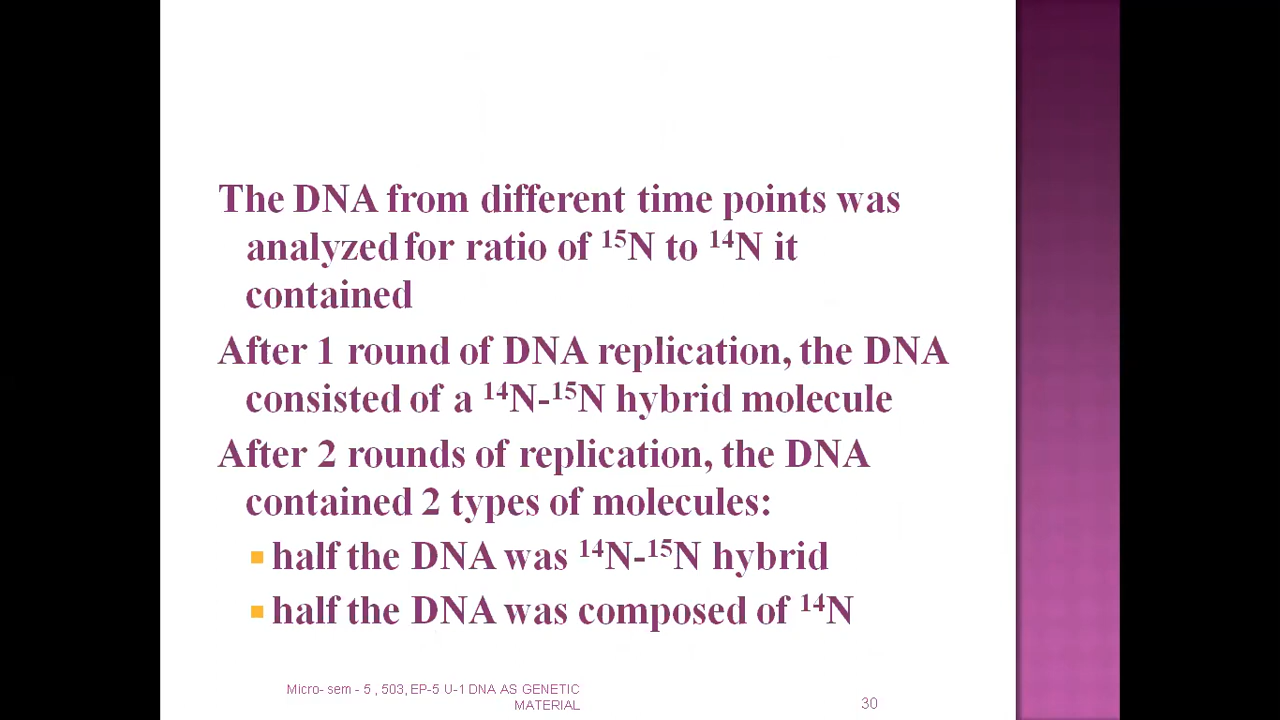 The DNA from different time points was
analyzed for ratio of ¹⁵N to ¹⁴N it
contained
After 1 round of DNA replication, the DNA
consisted of a ¹⁴N-¹⁵N hybrid molecule
After 2 rounds of replication, the DNA
contained 2 types of molecules:
half the DNA was ¹⁴N-¹⁵N hybrid
half the DNA was composed of ¹⁴N
Micro- sem - 5 , 503, EP-5 U-1 DNA AS GENETIC
MATERIAL
30